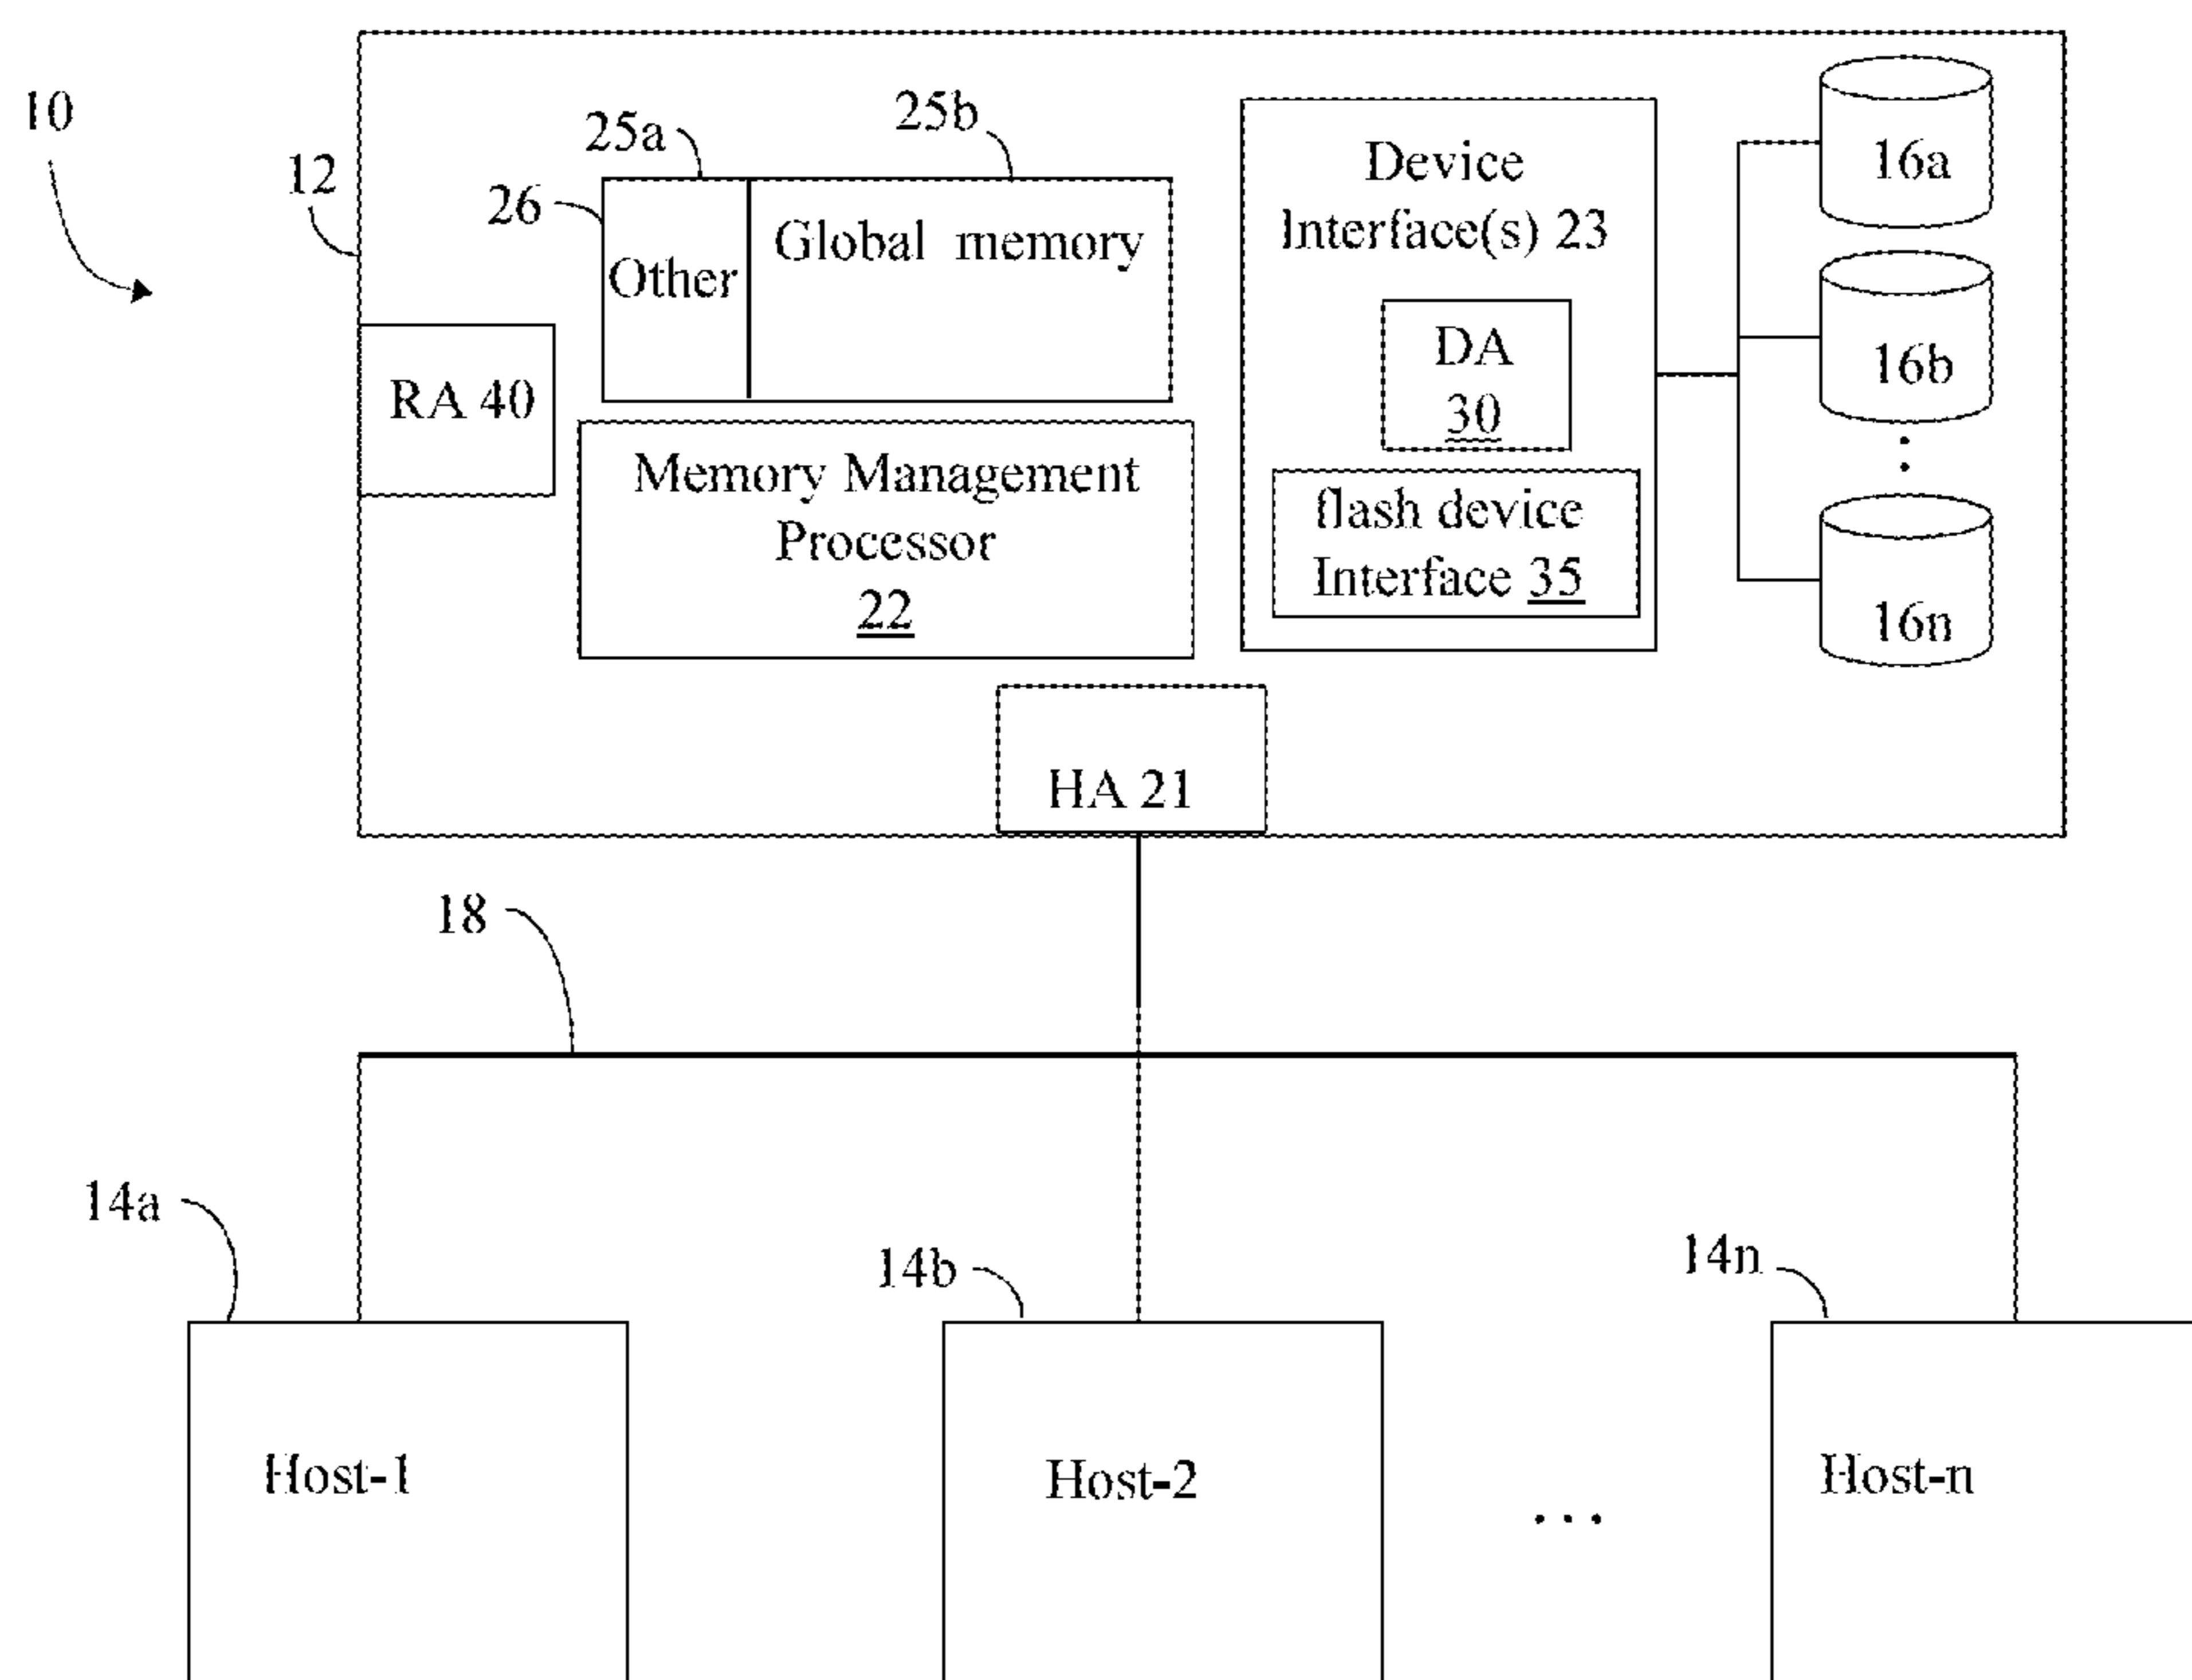 10
12
25a
25b
26
Other
Global memory
RA 40
Memory Management
Processor
22
Device
Interface(s) 23
DA
30
flash device
Interface 35
16a
16b
16n
HA 21
18
14a
14b
14n
Host-1
Host-2
...
Host-n